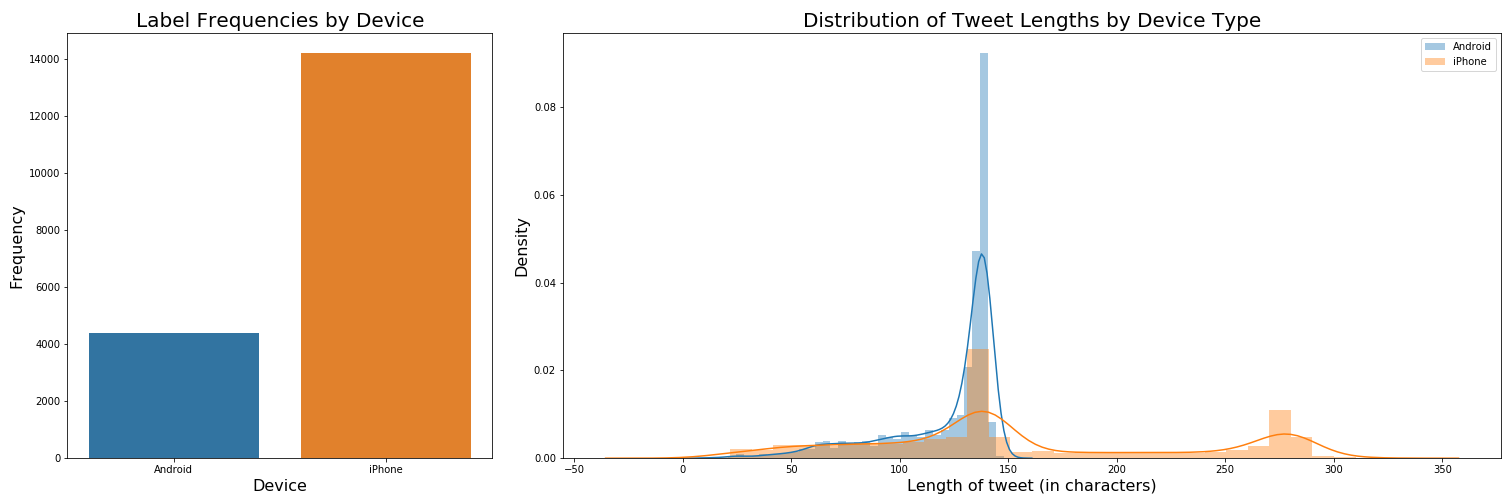 Label Frequencies by Device
14000
12000
10000
8000
6000
4000
2000
0
Frequency
Android
iPhone
Device
Distribution of Tweet Lengths by Device Type
Android
iPhone
0.08
0.06
0.04
0.02
0.00
Density
−50
0
50
100
150
200
250
300
350
Length of tweet (in characters)